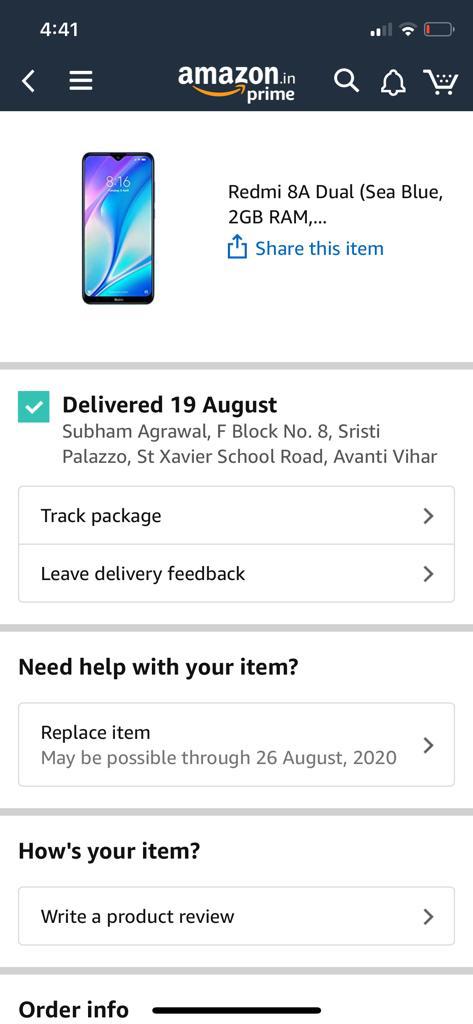 4:41
amazon.in
prime
8:16
Redmi 8A Dual (Sea Blue,
2GB RAM,...
Share this item
Delivered 19 August
Subham Agrawal, F Block No. 8, Sristi
Palazzo, St Xavier School Road, Avanti Vihar
Track package
Leave delivery feedback
Need help with your item?
Replace item
May be possible through 26 August, 2020
How's your item?
Write a product review
Order info